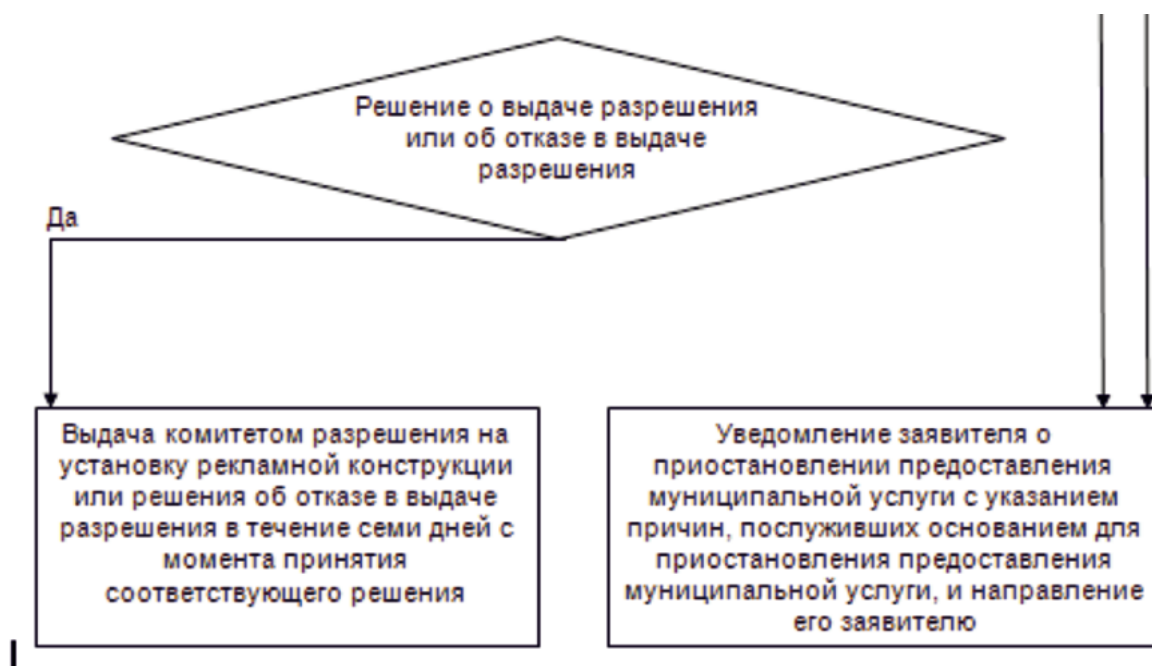 Решение о выдаче разрешения
или об отказе в выдаче
разрешения
Да
Выдача комитетом разрешения на
установку рекламной конструкции
или решения об отказе в выдаче
разрешения в течение семи дней с
момента принятия
соответствующего решения
Уведомление заявителя о
приостановлении предоставления
муниципальной услуги с указанием
причин, послуживших основанием для
приостановления предоставления
муниципальной услуги, и направление
его заявителю